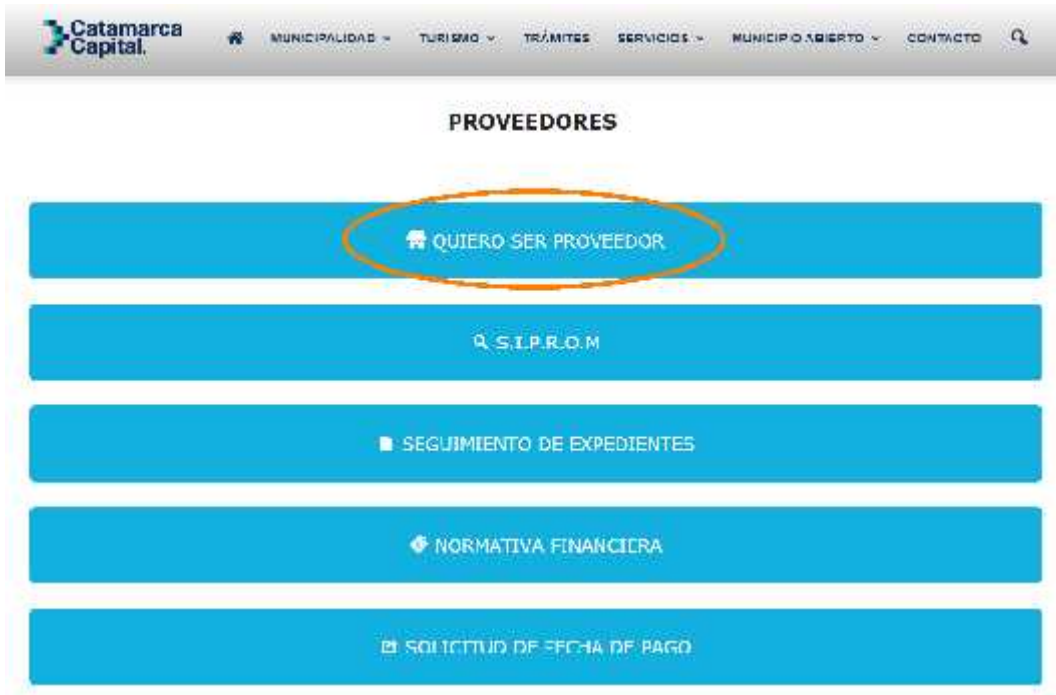 Catamarca
Capital.
MUNICIPALIDAD TURISMO TRÁMITES SERVICIOS MUNICIPIO ABIERTO CONTACTO
PROVEEDORES
QUIERO SER PROVEEDOR
S.I.P.R.O.M
SEGUIMIENTO DE EXPEDIENTES
NORMATIVA FINANCIERA
SOLICITUD DE FECHA DE PAGO